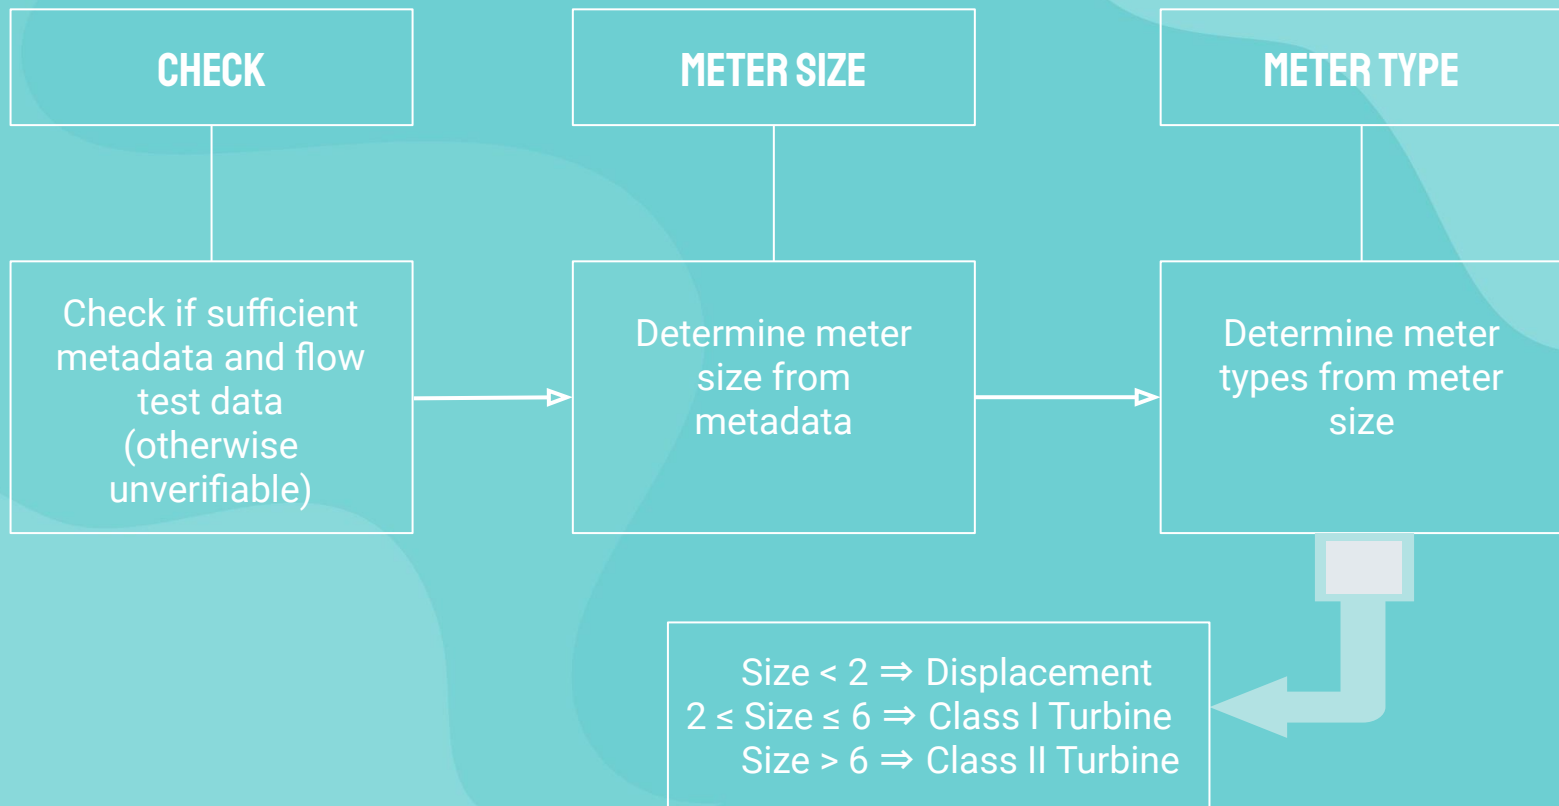 CHECK
METER SIZE
METER TYPE
Check if sufficient
metadata and flow
test data
(otherwise
unverifiable)
Determine meter
size from
metadata
Determine meter
types from meter
size
Size < 2 ⇒ Displacement
2 ≤ Size ≤ 6 ⇒ Class I Turbine
Size > 6 ⇒ Class II Turbine